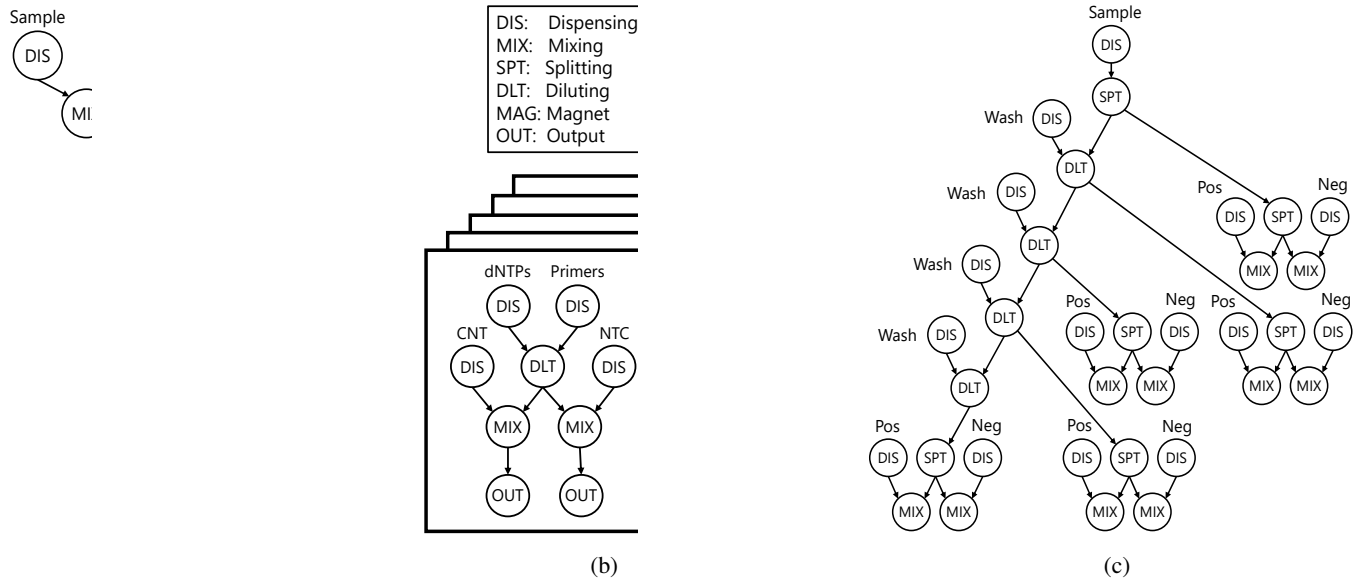 Sample
DIS
MI
DIS: Dispensing
MIX: Mixing
SPT: Splitting
DLT: Diluting
MAG: Magnet
OUT: Output
dNTPs Primers
DIS DIS
CNT NTC
DIS DLT DIS
MIX MIX
OUT OUT
(b)
Sample
DIS
SPT
Wash DIS
DLT
Wash DIS
Pos Neg
DIS SPT DIS
DLT
MIX MIX
Wash DIS
Pos Neg Pos Neg
DLT
DIS SPT DIS DIS SPT DIS
Wash DIS
MIX MIX MIX MIX
DLT
Pos Neg Pos Neg
DIS SPT DIS DIS SPT DIS
MIX MIX MIX MIX
(c)